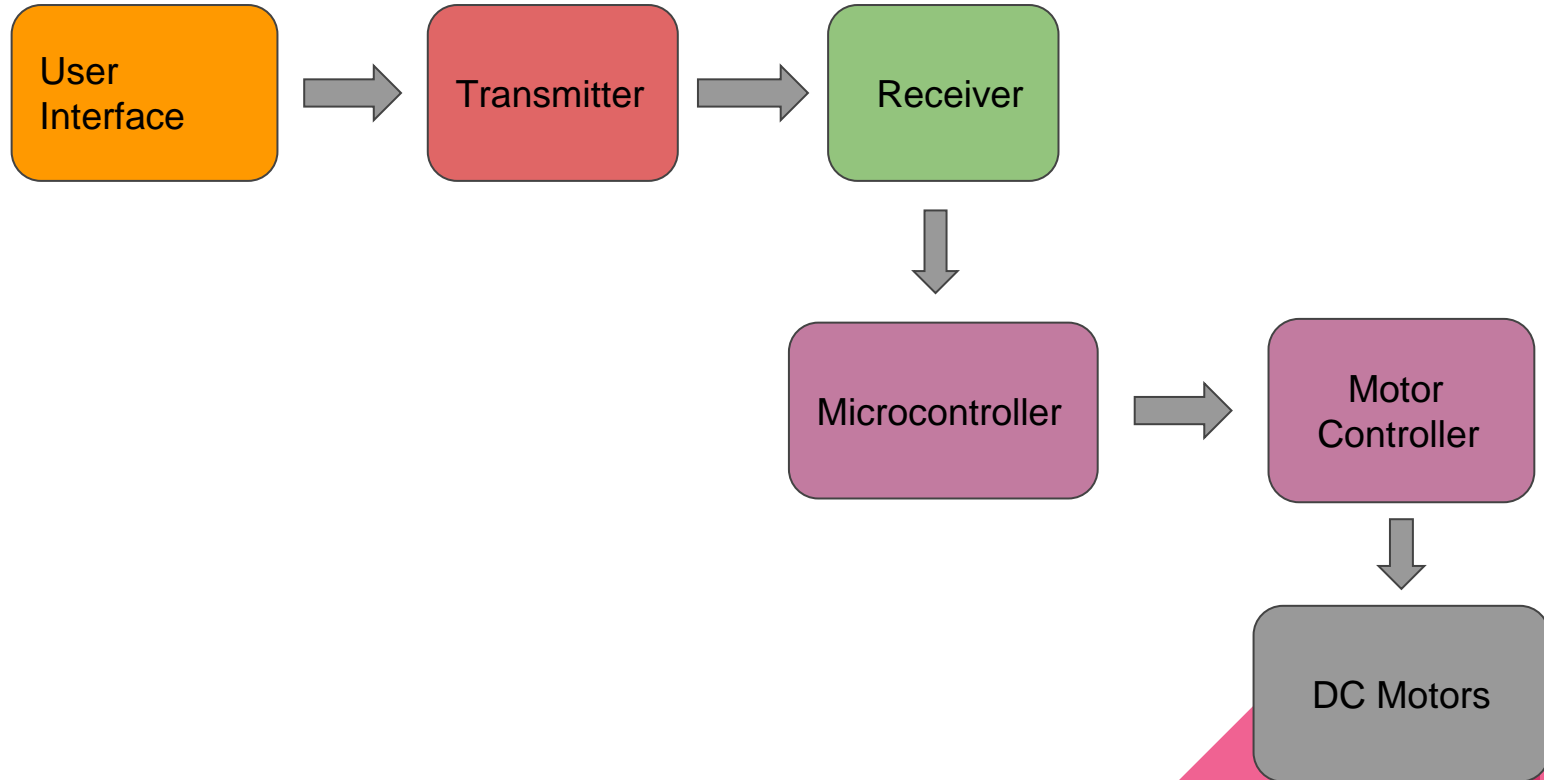 User
Interface
Transmitter
Receiver
Microcontroller
Motor
Controller
DC Motors